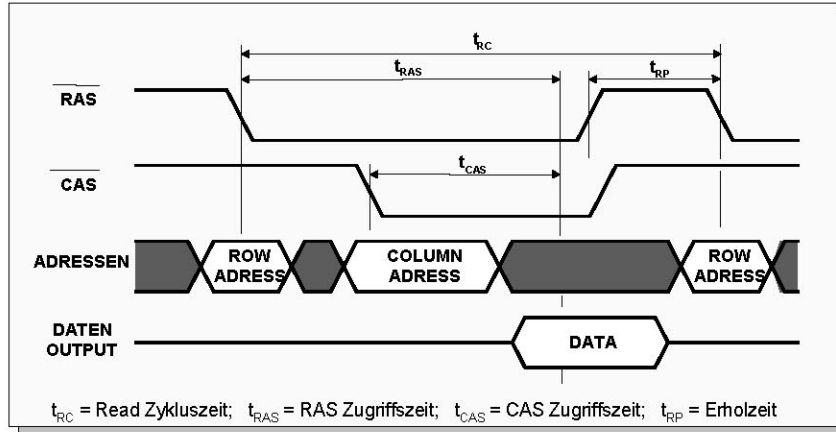 tRC
tRAS
tRP
RAS
tCAS
CAS
ADRESSEN
ROW ADRESS
COLUMN ADRESS
ROW ADRESS
DATEN OUTPUT
DATA
tRC = Read Zykluszeit; tRAS = RAS Zugriffszeit; tCAS = CAS Zugriffszeit; tRP = Erholzeit